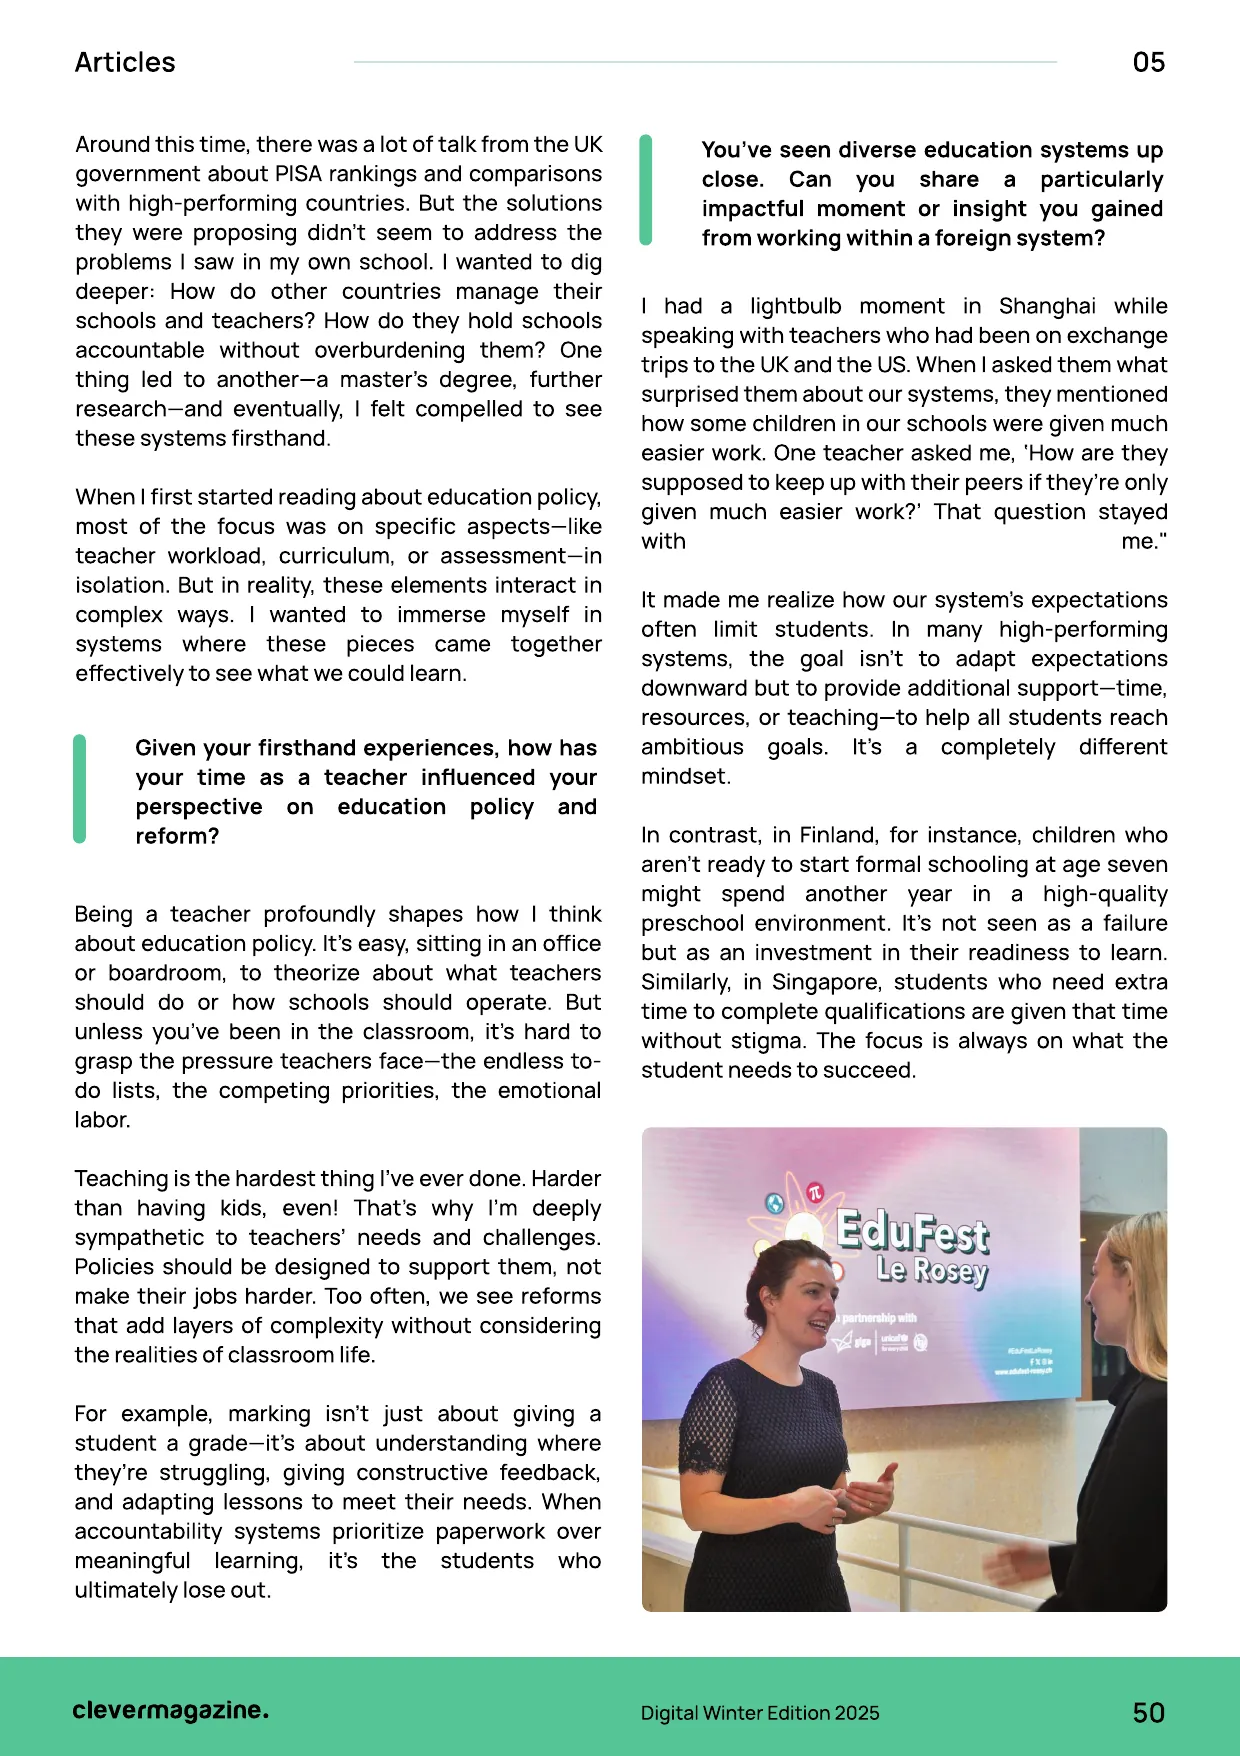 Articles
05
Around this time, there was a lot of talk from the UK
government about PISA rankings and comparisons
with high-performing countries. But the solutions
they were proposing didn't seem to address the
problems I saw in my own school. I wanted to dig
deeper: How do other countries manage their
schools and teachers? How do they hold schools
accountable without overburdening them? One
thing led to another—a master's degree, further
research—and eventually, I felt compelled to see
these systems firsthand.
When I first started reading about education policy,
most of the focus was on specific aspects—like
teacher workload, curriculum, or assessment—in
isolation. But in reality, these elements interact in
complex ways. I wanted to immerse myself in
systems where these pieces came together
effectively to see what we could learn.
Given your firsthand experiences, how has
your time as a teacher influenced your
perspective on education policy and
reform?
Being a teacher profoundly shapes how I think
about education policy. It's easy, sitting in an office
or boardroom, to theorize about what teachers
should do or how schools should operate. But
unless you've been in the classroom, it's hard to
grasp the pressure teachers face—the endless to-
do lists, the competing priorities, the emotional
labor.
Teaching is the hardest thing I've ever done. Harder
than having kids, even! That's why I'm deeply
sympathetic to teachers' needs and challenges.
Policies should be designed to support them, not
make their jobs harder. Too often, we see reforms
that add layers of complexity without considering
the realities of classroom life.
For example, marking isn't just about giving a
student a grade—it's about understanding where
they're struggling, giving constructive feedback,
and adapting lessons to meet their needs. When
accountability systems prioritize paperwork over
meaningful learning, it's the students who
ultimately lose out.
You've seen diverse education systems up
close. Can you share a particularly
impactful moment or insight you gained
from working within a foreign system?
I had a lightbulb moment in Shanghai while
speaking with teachers who had been on exchange
trips to the UK and the US. When I asked them what
surprised them about our systems, they mentioned
how some children in our schools were given much
easier work. One teacher asked me, 'How are they
supposed to keep up with their peers if they're only
given much easier work?' That question stayed
with me."
It made me realize how our system's expectations
often limit students. In many high-performing
systems, the goal isn't to adapt expectations
downward but to provide additional support—time,
resources, or teaching—to help all students reach
ambitious goals. It's a completely different
mindset.
In contrast, in Finland, for instance, children who
aren't ready to start formal schooling at age seven
might spend another year in a high-quality
preschool environment. It's not seen as a failure
but as an investment in their readiness to learn.
Similarly, in Singapore, students who need extra
time to complete qualifications are given that time
without stigma. The focus is always on what the
student needs to succeed.
π
EduFest
Le Rosey
partnership with
giga
unicef
for every child
#EduFestLeRosey
www.edufest-rosey.ch
clevermagazine.
Digital Winter Edition 2025
50